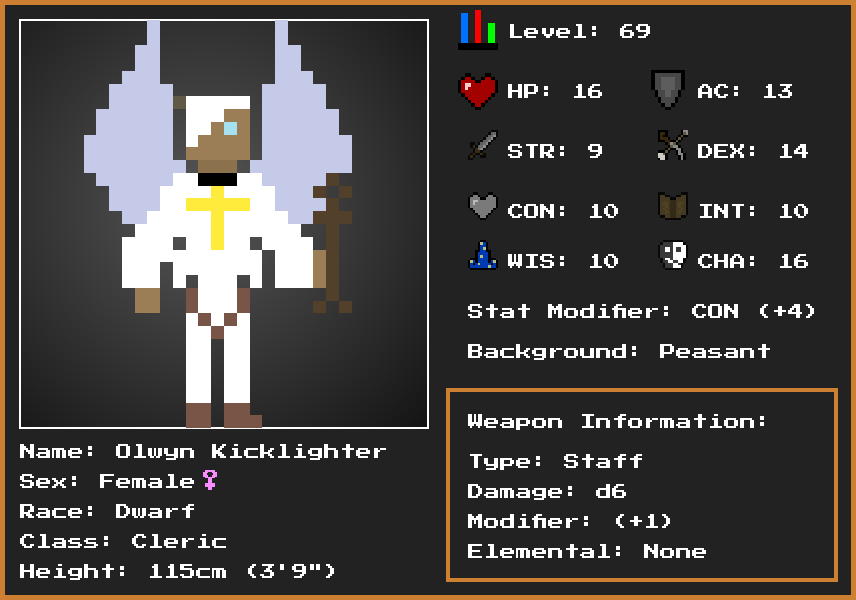 Level: 69
HP: 16
AC: 13
STR: 9
DEX: 14
CON: 10
INT: 10
WIS: 10
CHA: 16
Stat Modifier: CON (+4)
Background: Peasant
Weapon Information:
Type: Staff
Damage: d6
Modifier: (+1)
Elemental: None
Name: Olwyn Kicklighter
Sex: Female♀
Race: Dwarf
Class: Cleric
Height: 115cm (3'9")